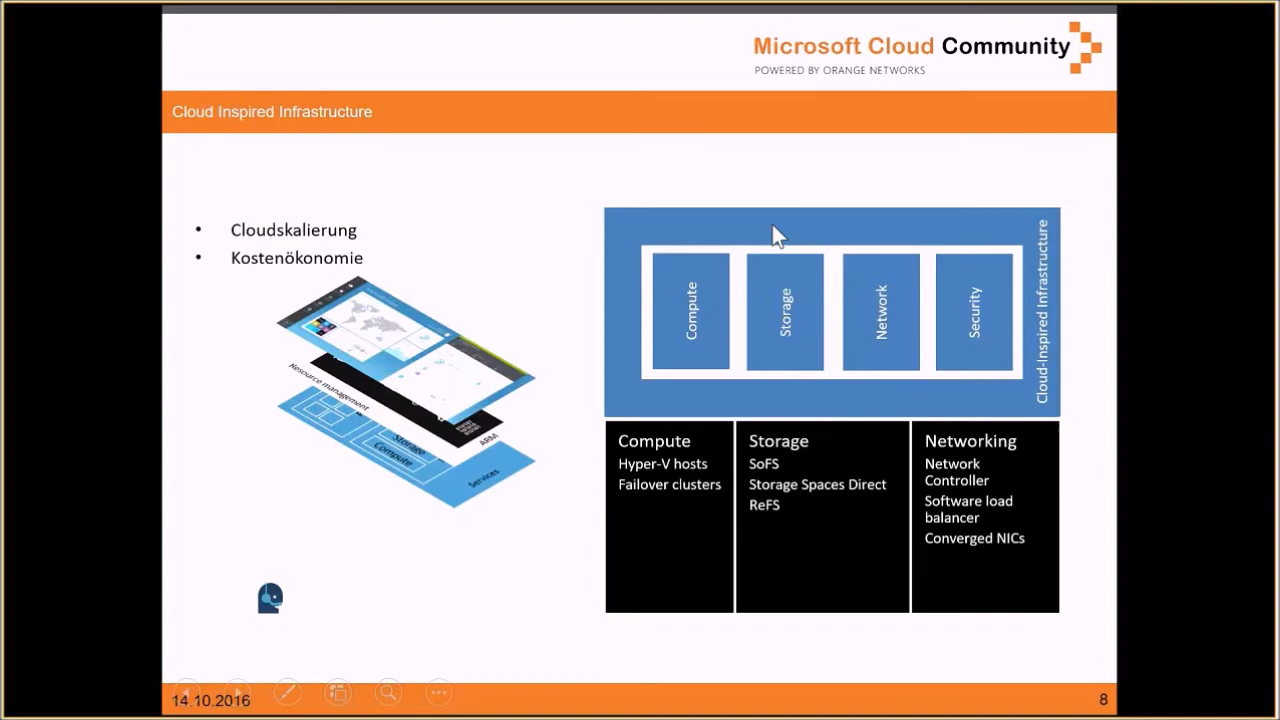 Microsoft Cloud Community
POWERED BY ORANGE NETWORKS
Cloud Inspired Infrastructure
• Cloudskalierung
• Kostenökonomie
Resource management
ARM
Storage
Compute
Services
Compute
Storage
Network
Security
Cloud-Inspired Infrastructure
Compute
Hyper-V hosts
Failover clusters
Storage
SoFS
Storage Spaces Direct
ReFS
Networking
Network
Controller
Software load
balancer
Converged NICs
14.10.2016
8